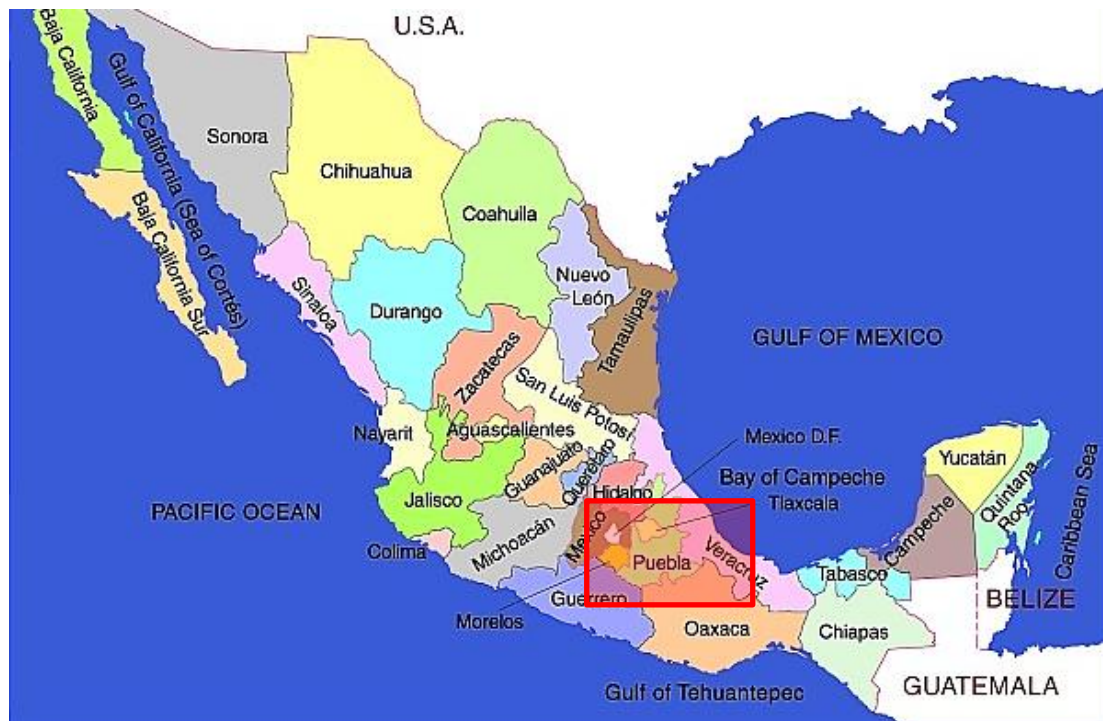 U.S.A.
Baja California
Gulf of California (Sea of Cortés)
Sonora
Chihuahua
Coahuila
Baja California Sur
Sinaloa
Durango
Nuevo
León
Tamaulipas
GULF OF MEXICO
Zacatecas
San Luis Potosí
Nayarit
Aguascalientes
Mexico D.F.
Guanajuato
Querétaro
Hidalgo
Bay of Campeche
Tlaxcala
Yucatán
Quintana
Roo
Caribbean Sea
Jalisco
PACIFIC OCEAN
Colima
Michoacán
Mexico
Campeche
Puebla
Veracruz
Tabasco
Guerrero
Morelos
BELIZE
Oaxaca
Chiapas
Gulf of Tehuantepec
GUATEMALA